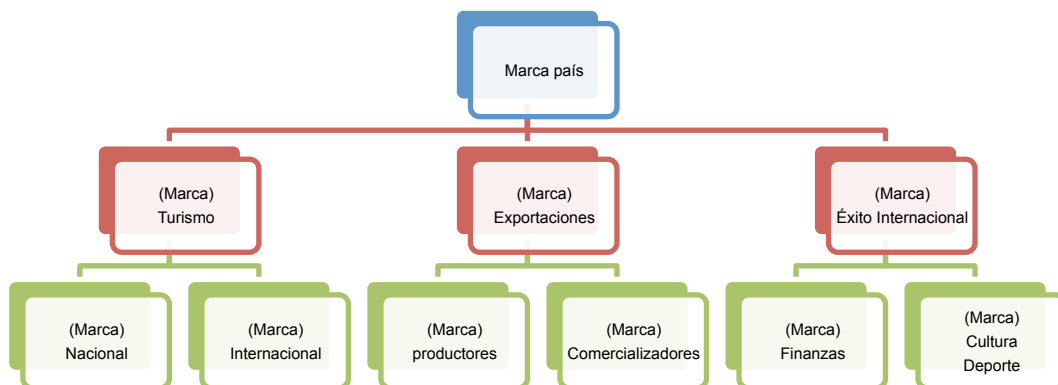 Marca país
(Marca)
Turismo
(Marca)
Exportaciones
(Marca)
Éxito Internacional
(Marca)
Nacional
(Marca)
Internacional
(Marca)
productores
(Marca)
Comercializadores
(Marca)
Finanzas
(Marca)
Cultura
Deporte